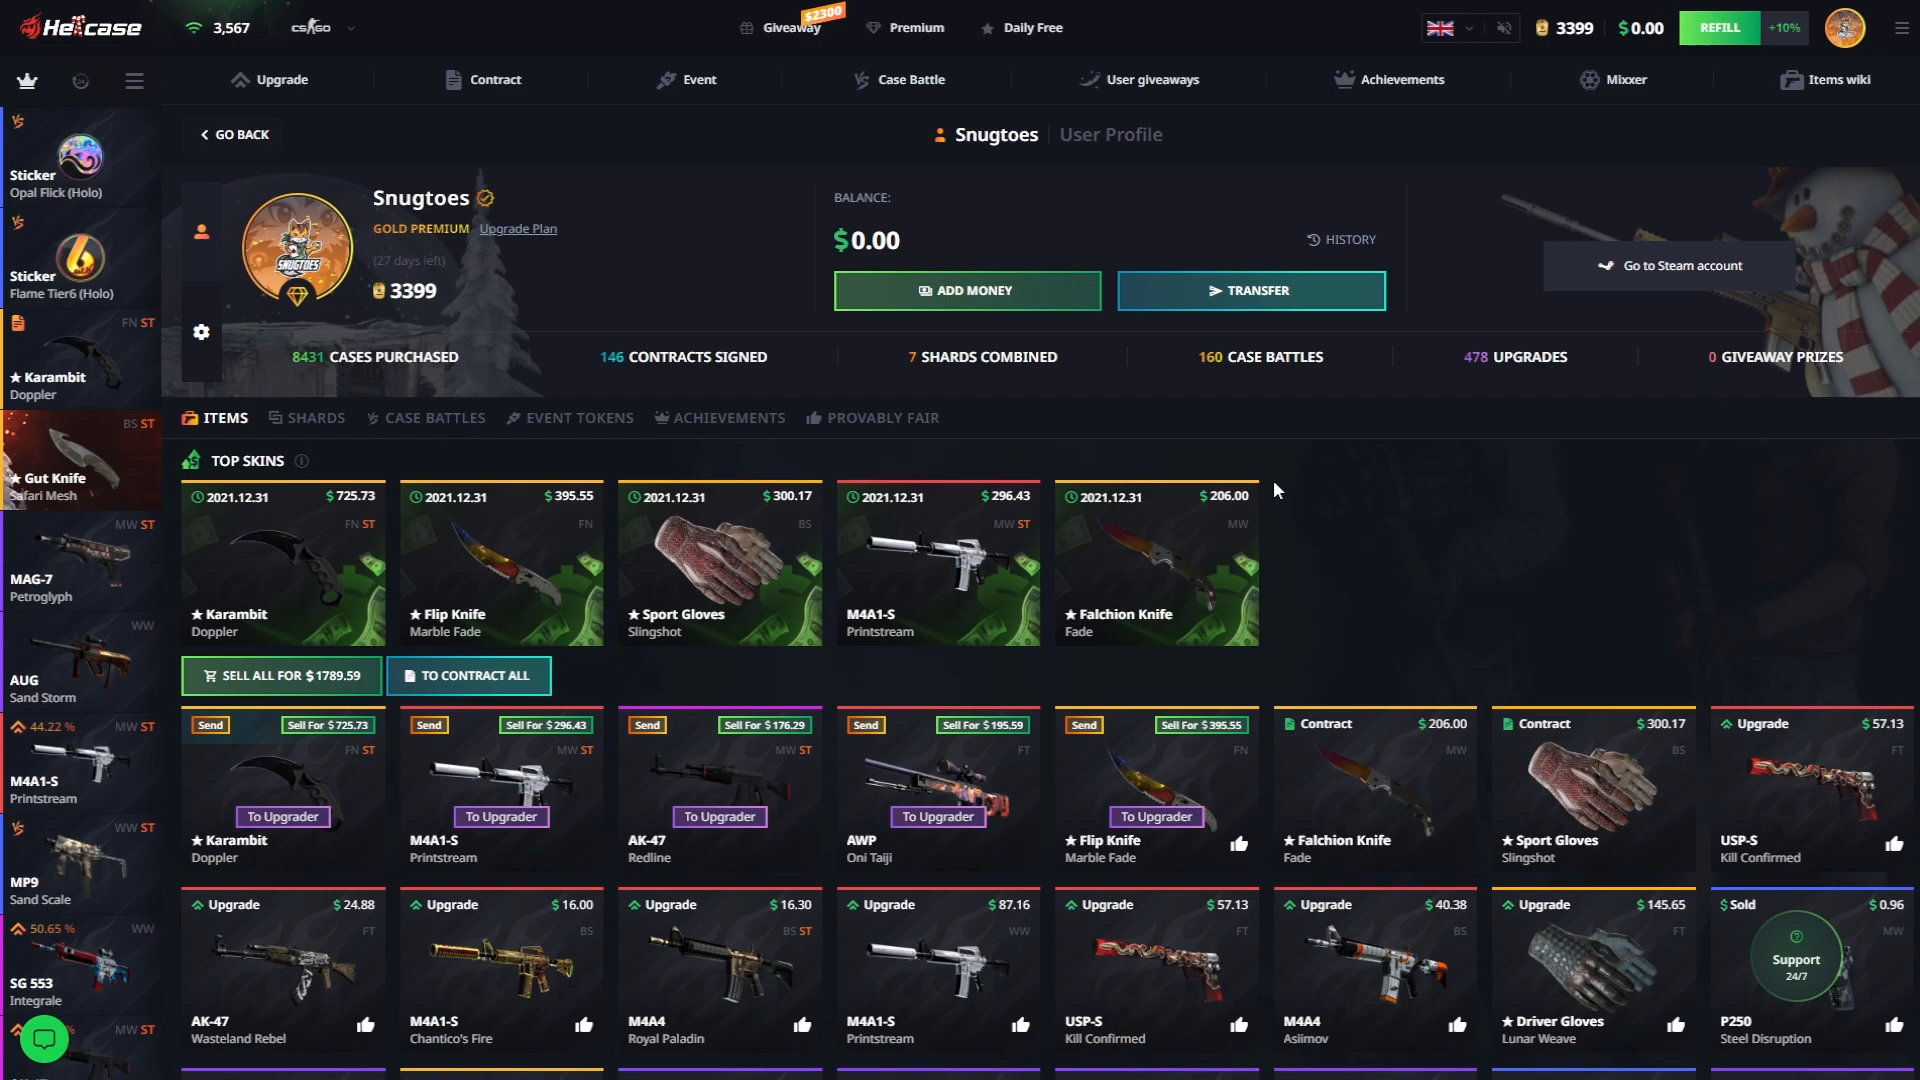 Hellcase
3,567
CS:GO
Giveaway
$2300
Premium
Daily Free
3399
$0.00
REFILL
+10%
Upgrade
Contract
Event
Case Battle
User giveaways
Achievements
Mixxer
Items wiki
GO BACK
Snugtoes
User Profile
Snugtoes
GOLD PREMIUM Upgrade Plan
(27 days left)
3399
SNUGTOES
BALANCE:
$0.00
HISTORY
ADD MONEY
TRANSFER
Go to Steam account
8431 CASES PURCHASED
146 CONTRACTS SIGNED
7 SHARDS COMBINED
160 CASE BATTLES
478 UPGRADES
0 GIVEAWAY PRIZES
ITEMS
SHARDS
CASE BATTLES
EVENT TOKENS
ACHIEVEMENTS
PROVABLY FAIR
TOP SKINS
2021.12.31 $725.73
FN ST
★ Karambit
Doppler
2021.12.31 $395.55
FN
★ Flip Knife
Marble Fade
2021.12.31 $300.17
BS
★ Sport Gloves
Slingshot
2021.12.31 $296.43
MW ST
M4A1-S
Printstream
2021.12.31 $206.00
MW
★ Falchion Knife
Fade
SELL ALL FOR $1789.59
TO CONTRACT ALL
Send Sell For $725.73
FN ST
To Upgrader
★ Karambit
Doppler
Send Sell For $296.43
MW ST
To Upgrader
M4A1-S
Printstream
Send Sell For $176.29
MW ST
To Upgrader
AK-47
Redline
Send Sell For $195.59
FT
To Upgrader
AWP
Oni Taiji
Send Sell For $395.55
FN
To Upgrader
★ Flip Knife
Marble Fade
Contract $206.00
MW
★ Falchion Knife
Fade
Contract $300.17
BS
★ Sport Gloves
Slingshot
Upgrade $57.13
FT
USP-S
Kill Confirmed
Upgrade $24.88
FT
AK-47
Wasteland Rebel
Upgrade $16.00
BS
M4A1-S
Chantico's Fire
Upgrade $16.30
BS ST
M4A4
Royal Paladin
Upgrade $87.16
WW
M4A1-S
Printstream
Upgrade $57.13
FT
USP-S
Kill Confirmed
Upgrade $40.38
BS
M4A4
Asiimov
Upgrade $145.65
FT
★ Driver Gloves
Lunar Weave
$Sold $0.96
MW
Support
24/7
P250
Steel Disruption
24
VS
Sticker
Opal Flick (Holo)
VS
Sticker
Flame Tier6 (Holo)
FN ST
★ Karambit
Doppler
BS ST
★ Gut Knife
Safari Mesh
MW ST
MAG-7
Petroglyph
WW
AUG
Sand Storm
44.22 % MW ST
M4A1-S
Printstream
VS WW ST
MP9
Sand Scale
50.65 % WW
SG 553
Integrale
% MW ST